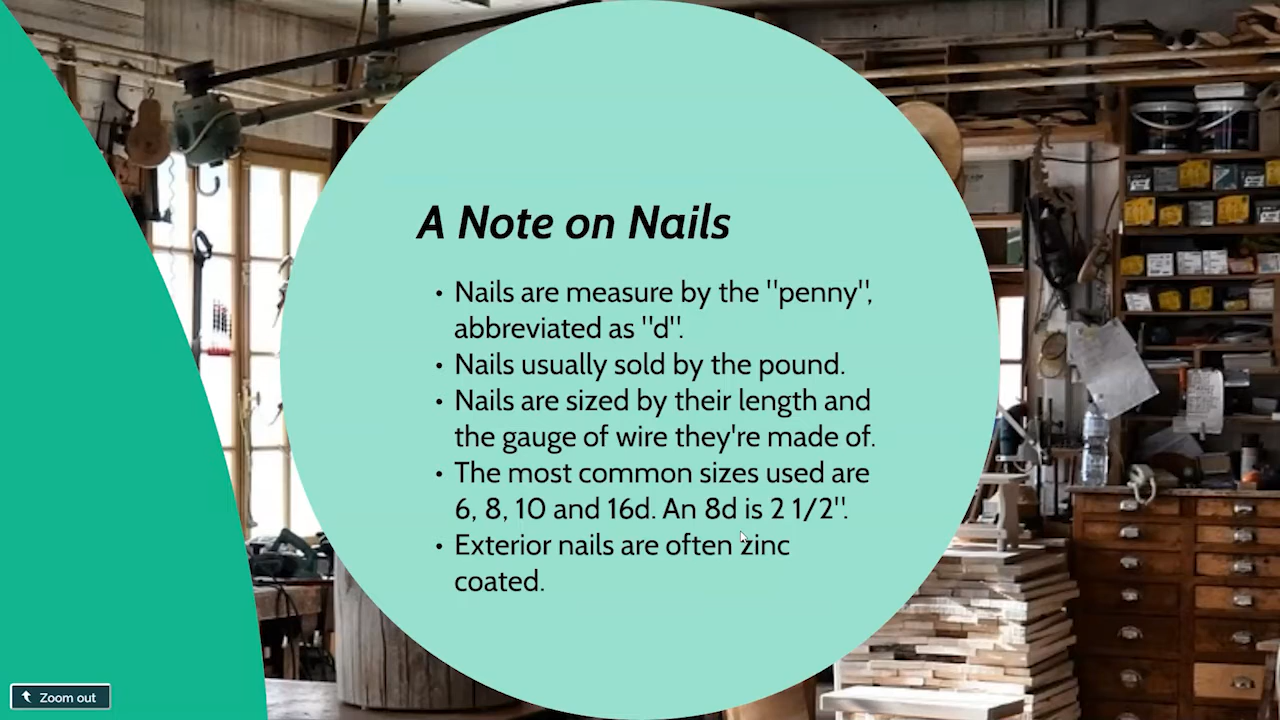 A Note on Nails
• Nails are measure by the "penny",
abbreviated as "d".
• Nails usually sold by the pound.
• Nails are sized by their length and
the gauge of wire they're made of.
• The most common sizes used are
6, 8, 10 and 16d. An 8d is 2 1/2".
• Exterior nails are often zinc
coated.
Zoom out